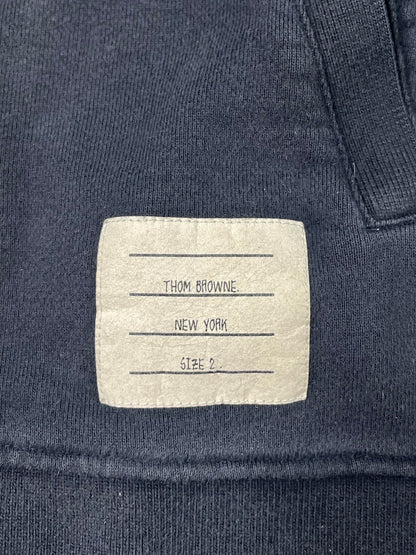 THOM BROWNE.
NEW YORK
SIZE 2.